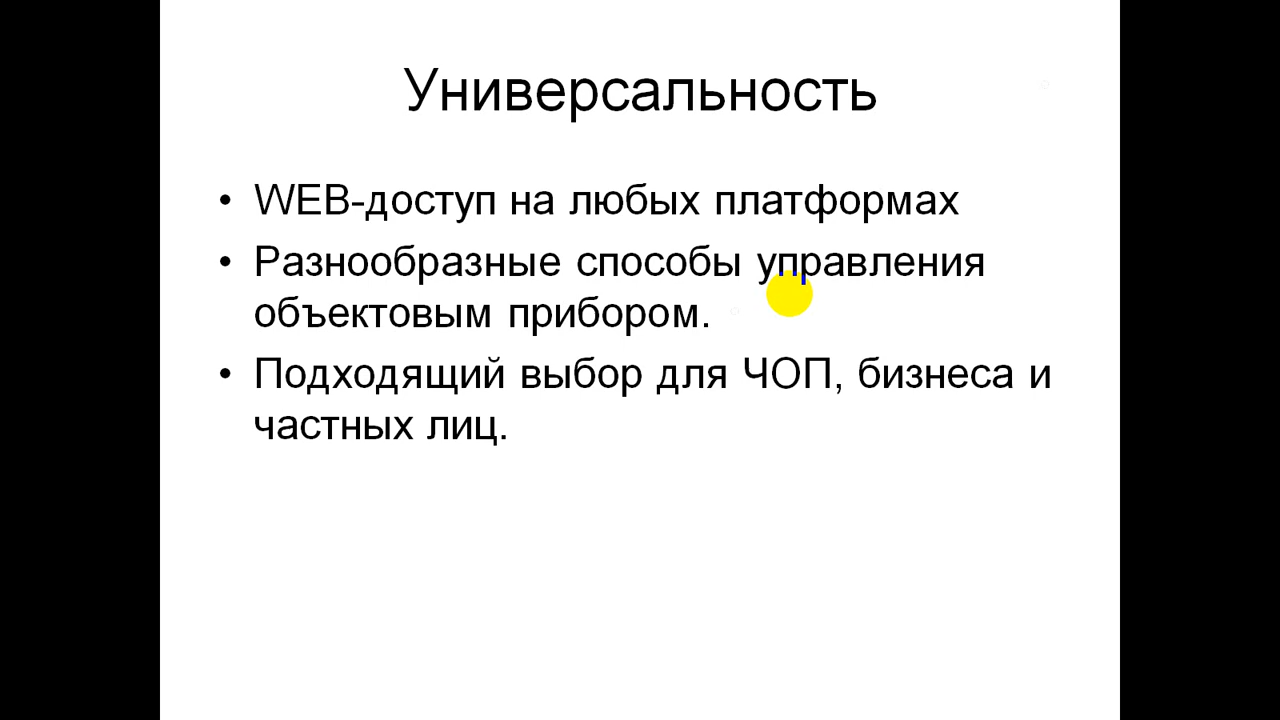 Универсальность
• WEB-доступ на любых платформах
• Разнообразные способы управления
объектовым прибором.
• Подходящий выбор для ЧОП, бизнеса и
частных лиц.